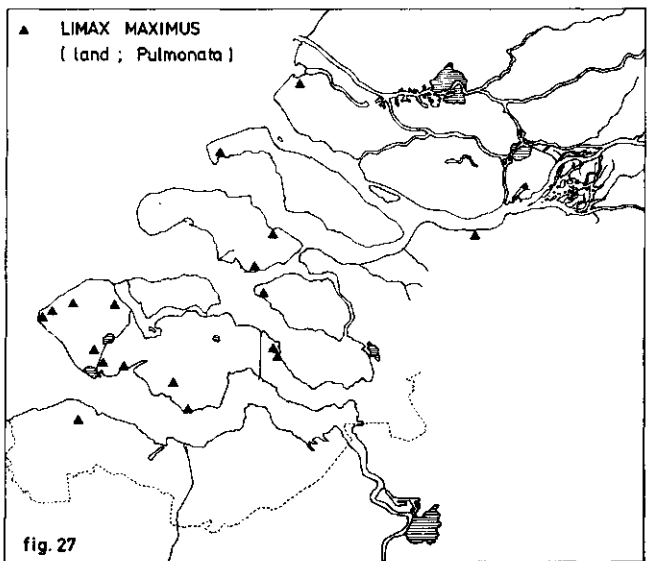 ▲ LIMAX MAXIMUS
( land ; Pulmonata )
fig. 27